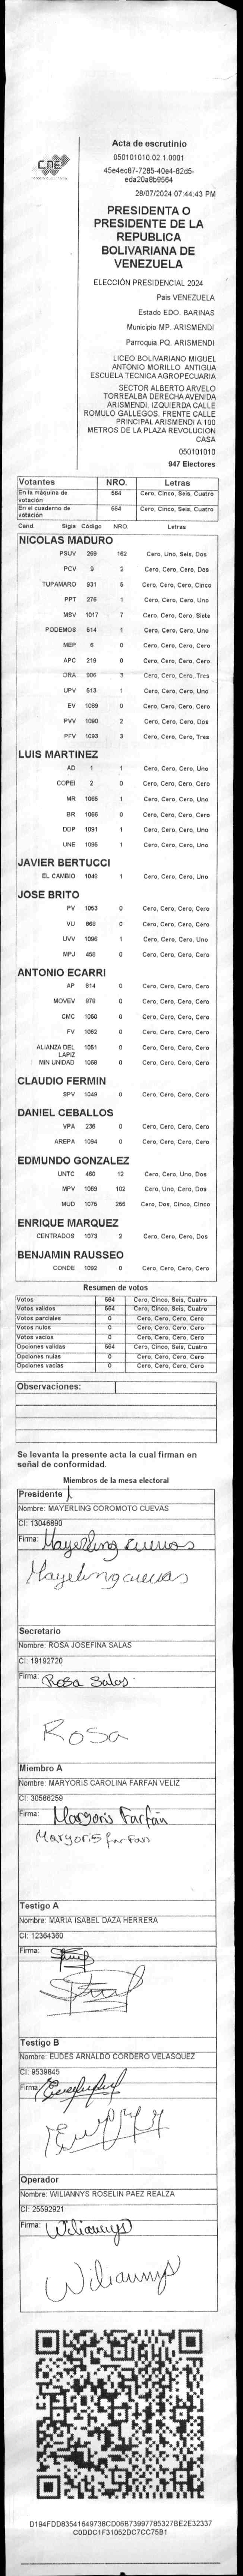 CNE
Acta de escrutinio
050101010.02.1.0001
45e4ec87-7285-40e4-82d5-
eda20a8b9564
28/07/2024 07:44:43 PM
PRESIDENTA O
PRESIDENTE DE LA
REPUBLICA
BOLIVARIANA DE
VENEZUELA
ELECCIÓN PRESIDENCIAL 2024
Pais VENEZUELA
Estado EDO. BARINAS
Municipio MP. ARISMENDI
Parroquia PQ. ARISMENDI
LICEO BOLIVARIANO MIGUEL
ANTONIO MORILLO ANTIGUA
ESCUELA TECNICA AGROPECUARIA
SECTOR ALBERTO ARVELO
TORREALBA DERECHA AVENIDA
ARISMENDI. IZQUIERDA CALLE
ROMULO GALLEGOS. FRENTE CALLE
PRINCIPAL ARISMENDI A 100
METROS DE LA PLAZA REVOLUCION
CASA
050101010
947 Electores
Votantes NRO. Letras
En la máquina de votación 564 Cero, Cinco, Seis, Cuatro
En el cuaderno de votación 564 Cero, Cinco, Seis, Cuatro
Cand. Sigla Código NRO. Letras
NICOLAS MADURO
PSUV 269 162 Cero, Uno, Seis, Dos
PCV 9 2 Cero, Cero, Cero, Dos
TUPAMARO 931 5 Cero, Cero, Cero, Cinco
PPT 276 1 Cero, Cero, Cero, Uno
MSV 1017 7 Cero, Cero, Cero, Siete
PODEMOS 514 1 Cero, Cero, Cero, Uno
MEP 6 0 Cero, Cero, Cero, Cero
APC 219 0 Cero, Cero, Cero, Cero
ORA 906 3 Cero, Cero, Cero, Tres
UPV 513 1 Cero, Cero, Cero, Uno
EV 1089 0 Cero, Cero, Cero, Cero
PVV 1090 2 Cero, Cero, Cero, Dos
PFV 1093 3 Cero, Cero, Cero, Tres
LUIS MARTINEZ
AD 1 1 Cero, Cero, Cero, Uno
COPEI 2 0 Cero, Cero, Cero, Cero
MR 1065 1 Cero, Cero, Cero, Uno
BR 1066 0 Cero, Cero, Cero, Cero
DDP 1091 1 Cero, Cero, Cero, Uno
UNE 1095 1 Cero, Cero, Cero, Uno
JAVIER BERTUCCI
EL CAMBIO 1048 1 Cero, Cero, Cero, Uno
JOSE BRITO
PV 1053 0 Cero, Cero, Cero, Cero
VU 868 0 Cero, Cero, Cero, Cero
UVV 1096 1 Cero, Cero, Cero, Uno
MPJ 458 0 Cero, Cero, Cero, Cero
ANTONIO ECARRI
AP 814 0 Cero, Cero, Cero, Cero
MOVEV 978 0 Cero, Cero, Cero, Cero
CMC 1050 0 Cero, Cero, Cero, Cero
FV 1062 0 Cero, Cero, Cero, Cero
ALIANZA DEL LAPIZ 1051 0 Cero, Cero, Cero, Cero
MIN UNIDAD 1068 0 Cero, Cero, Cero, Cero
CLAUDIO FERMIN
SPV 1049 0 Cero, Cero, Cero, Cero
DANIEL CEBALLOS
VPA 236 0 Cero, Cero, Cero, Cero
AREPA 1094 0 Cero, Cero, Cero, Cero
EDMUNDO GONZALEZ
UNTC 460 12 Cero, Cero, Uno, Dos
MPV 1069 102 Cero, Uno, Cero, Dos
MUD 1075 255 Cero, Dos, Cinco, Cinco
ENRIQUE MARQUEZ
CENTRADOS 1073 2 Cero, Cero, Cero, Dos
BENJAMIN RAUSSEO
CONDE 1092 0 Cero, Cero, Cero, Cero
Resumen de votos
Votos 564 Cero, Cinco, Seis, Cuatro
Votos validos 564 Cero, Cinco, Seis, Cuatro
Votos parciales 0 Cero, Cero, Cero, Cero
Votos nulos 0 Cero, Cero, Cero, Cero
Votos vacios 0 Cero, Cero, Cero, Cero
Opciones validas 564 Cero, Cinco, Seis, Cuatro
Opciones nulas 0 Cero, Cero, Cero, Cero
Opciones vacias 0 Cero, Cero, Cero, Cero
Observaciones:
Se levanta la presente acta la cual firman en
señal de conformidad.
Miembros de la mesa electoral
Presidente
Nombre: MAYERLING COROMOTO CUEVAS
CI: 13046890
Firma: Mayerling cuevas
Mayerling cuevas
Secretario
Nombre: ROSA JOSEFINA SALAS
CI: 19192720
Firma: Rosa Salas
Rosa
Miembro A
Nombre: MARYORIS CAROLINA FARFAN VELIZ
CI: 30586259
Firma: Maryoris Farfán
Maryoris farfan
Testigo A
Nombre: MARIA ISABEL DAZA HERRERA
CI: 12364360
Firma:
Testigo B
Nombre: EUDES ARNALDO CORDERO VELASQUEZ
CI: 9539845
Firma:
Operador
Nombre: WILIANNYS ROSELIN PAEZ REALZA
CI: 25592921
Firma: Wiliannys
Wiliannys
D194FDD83541649738CD06B73997785327BE2E32337
C0DDC1F31052DC7CC75B1